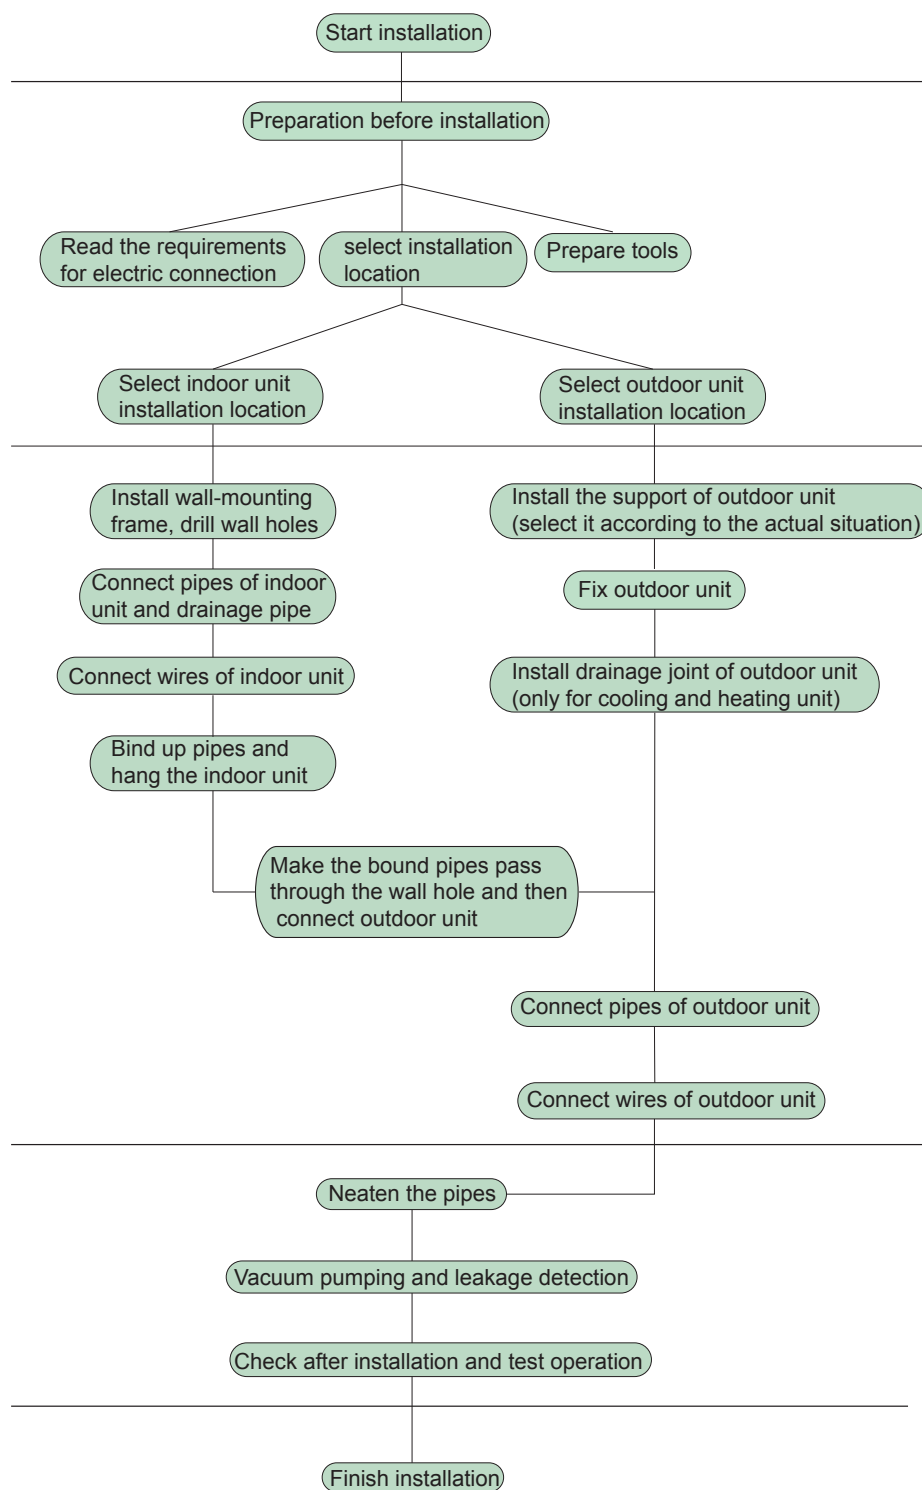 Start installation
Preparation before installation
Read the requirements
for electric connection
select installation
location
Prepare tools
Select indoor unit
installation location
Select outdoor unit
installation location
Install wall-mounting
frame, drill wall holes
Install the support of outdoor unit
(select it according to the actual situation)
Connect pipes of indoor
unit and drainage pipe
Fix outdoor unit
Connect wires of indoor unit
Install drainage joint of outdoor unit
(only for cooling and heating unit)
Bind up pipes and
hang the indoor unit
Make the bound pipes pass
through the wall hole and then
connect outdoor unit
Connect pipes of outdoor unit
Connect wires of outdoor unit
Neaten the pipes
Vacuum pumping and leakage detection
Check after installation and test operation
Finish installation